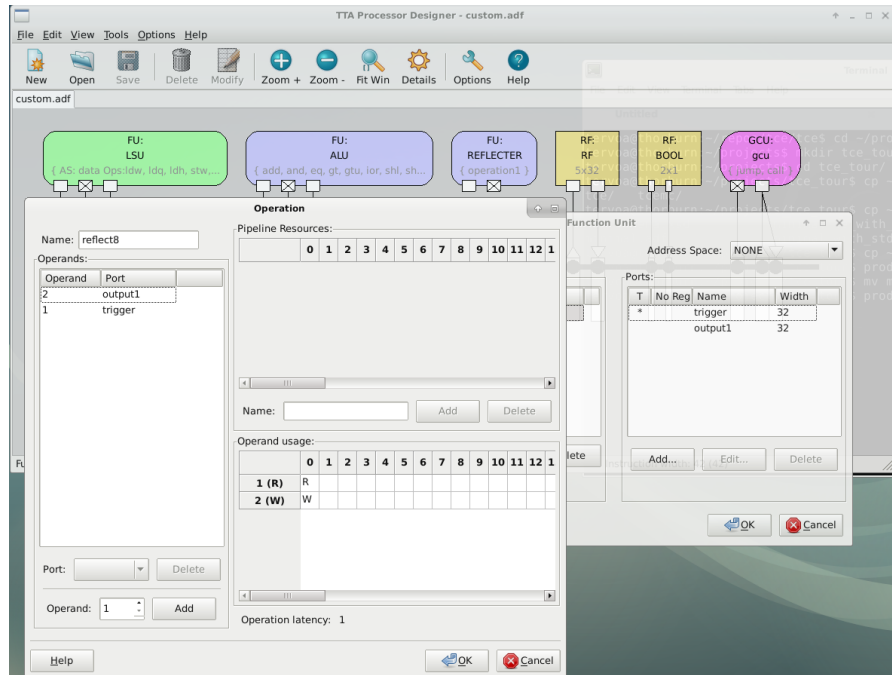 TTA Processor Designer - custom.adf
File Edit View Tools Options Help
New Open Save Delete Modify Zoom + Zoom - Fit Win Details Options Help
custom.adf
FU:
LSU
{ AS: data Ops:ldw, ldq, ldh, stw,...
FU:
ALU
{ add, and, eq, gt, gtu, ior, shl, sh...
FU:
REFLECTER
{ operation1 }
RF:
RF
5x32
RF:
BOOL
2x1
GCU:
gcu
{ jump, call }
Operation
Name: reflect8
Operands:
Operand Port
2 output1
1 trigger
Port: Delete
Operand: 1 Add
Pipeline Resources:
0 1 2 3 4 5 6 7 8 9 10 11 12 1
Name: Add Delete
Operand usage:
0 1 2 3 4 5 6 7 8 9 10 11 12 1
1 (R) R
2 (W) W
Operation latency: 1
Help OK Cancel
Function Unit
Address Space: NONE
Ports:
T No Reg Name Width
* trigger 32
output1 32
lete
Add... Edit... Delete
OK Cancel